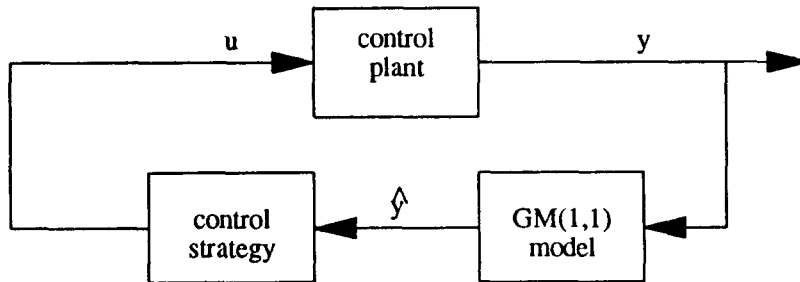 u
control
plant
y
control
strategy
ŷ
GM(1,1)
model